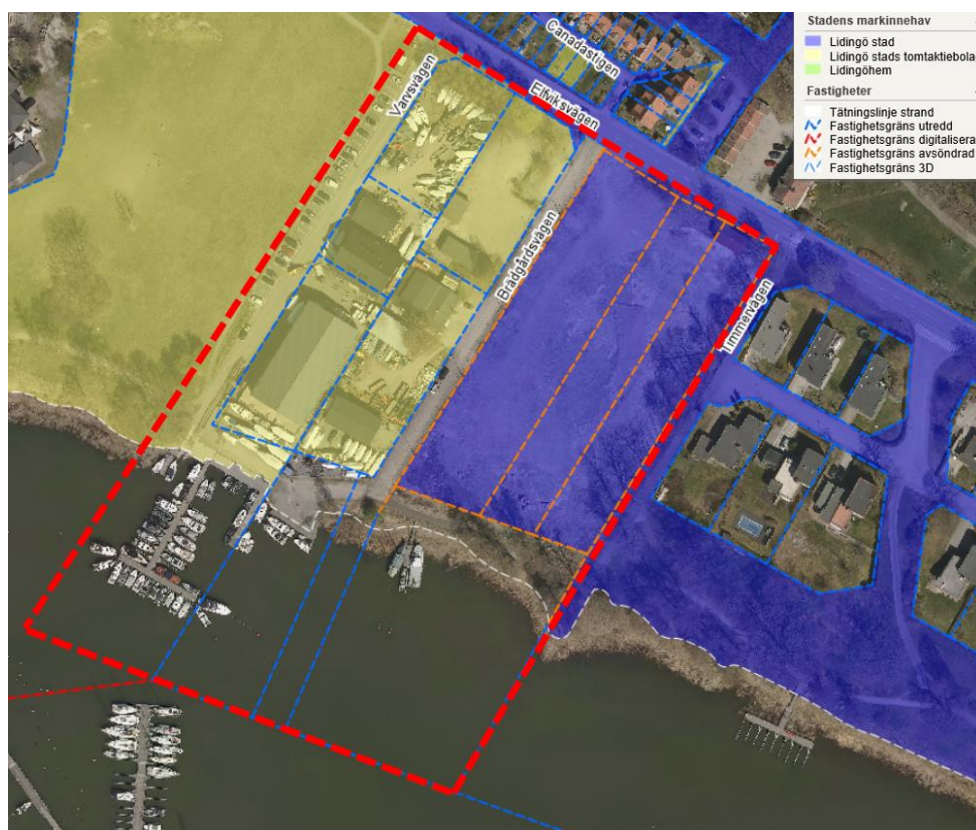 Stadens markinnehav
Lidingö stad
Lidingö stads tomtaktiebola
Lidingöhem
Fastigheter
Tätningslinje strand
Fastighetsgräns utredd
Fastighetsgräns digitalisera
Fastighetsgräns avsöndrad
Fastighetsgräns 3D
Canadastigen
Elfviksvägen
Varvsvägen
Brädgårdsvägen
Timmervägen